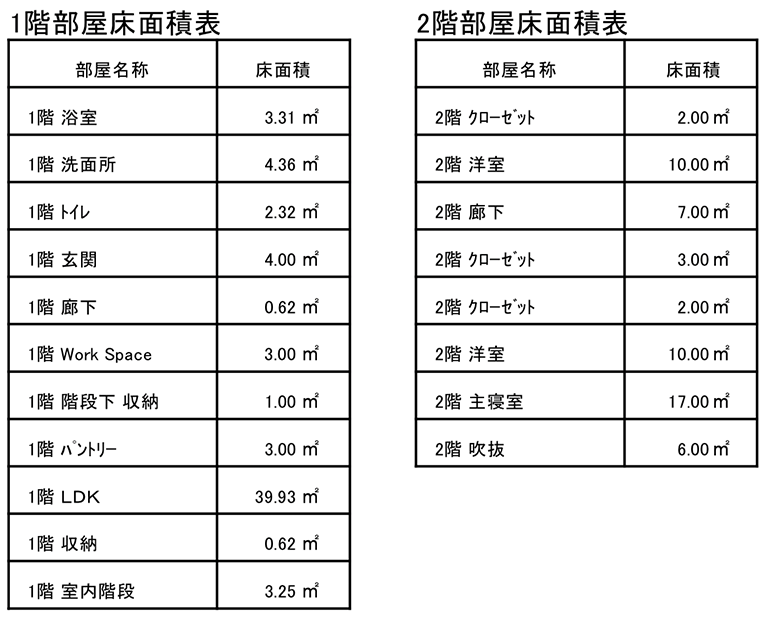 1階部屋床面積表
部屋名称 床面積
1階 浴室 3.31 ㎡
1階 洗面所 4.36 ㎡
1階 ﾄｲﾚ 2.32 ㎡
1階 玄関 4.00 ㎡
1階 廊下 0.62 ㎡
1階 Work Space 3.00 ㎡
1階 階段下 収納 1.00 ㎡
1階 ﾊﾟﾝﾄﾘｰ 3.00 ㎡
1階 ＬＤＫ 39.93 ㎡
1階 収納 0.62 ㎡
1階 室内階段 3.25 ㎡
2階部屋床面積表
部屋名称 床面積
2階 ｸﾛｰｾﾞｯﾄ 2.00 ㎡
2階 洋室 10.00 ㎡
2階 廊下 7.00 ㎡
2階 ｸﾛｰｾﾞｯﾄ 3.00 ㎡
2階 ｸﾛｰｾﾞｯﾄ 2.00 ㎡
2階 洋室 10.00 ㎡
2階 主寝室 17.00 ㎡
2階 吹抜 6.00 ㎡